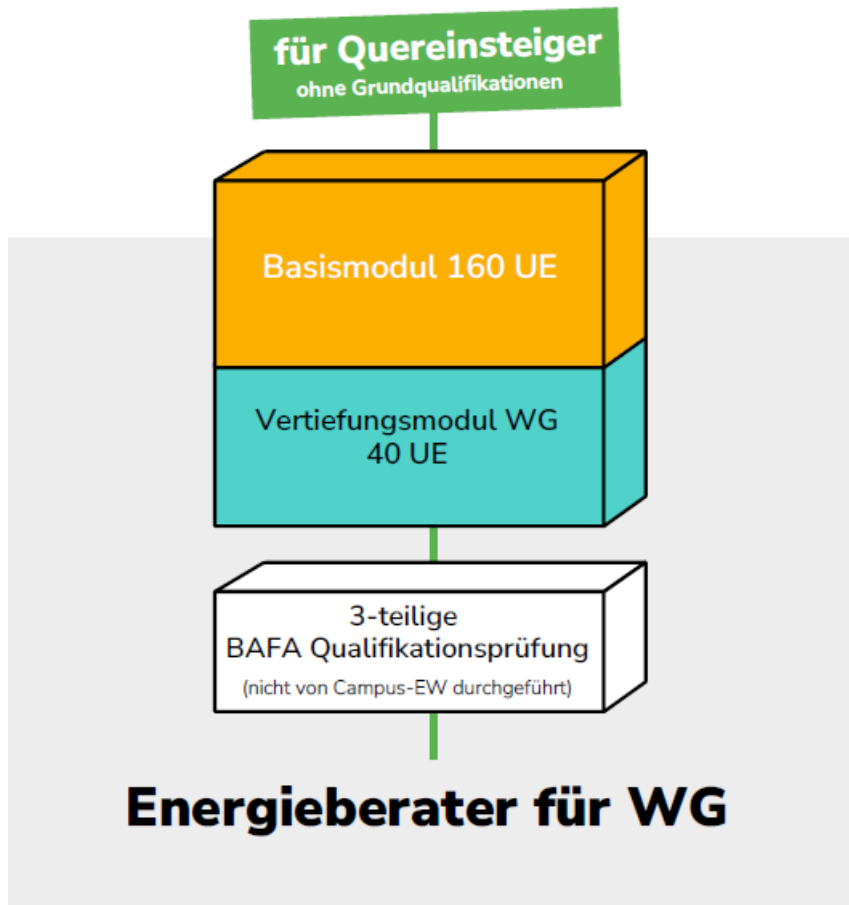 für Quereinsteiger
ohne Grundqualifikationen
Basismodul 160 UE
Vertiefungsmodul WG
40 UE
3-teilige
BAFA Qualifikationsprüfung
(nicht von Campus-EW durchgeführt)
Energieberater für WG